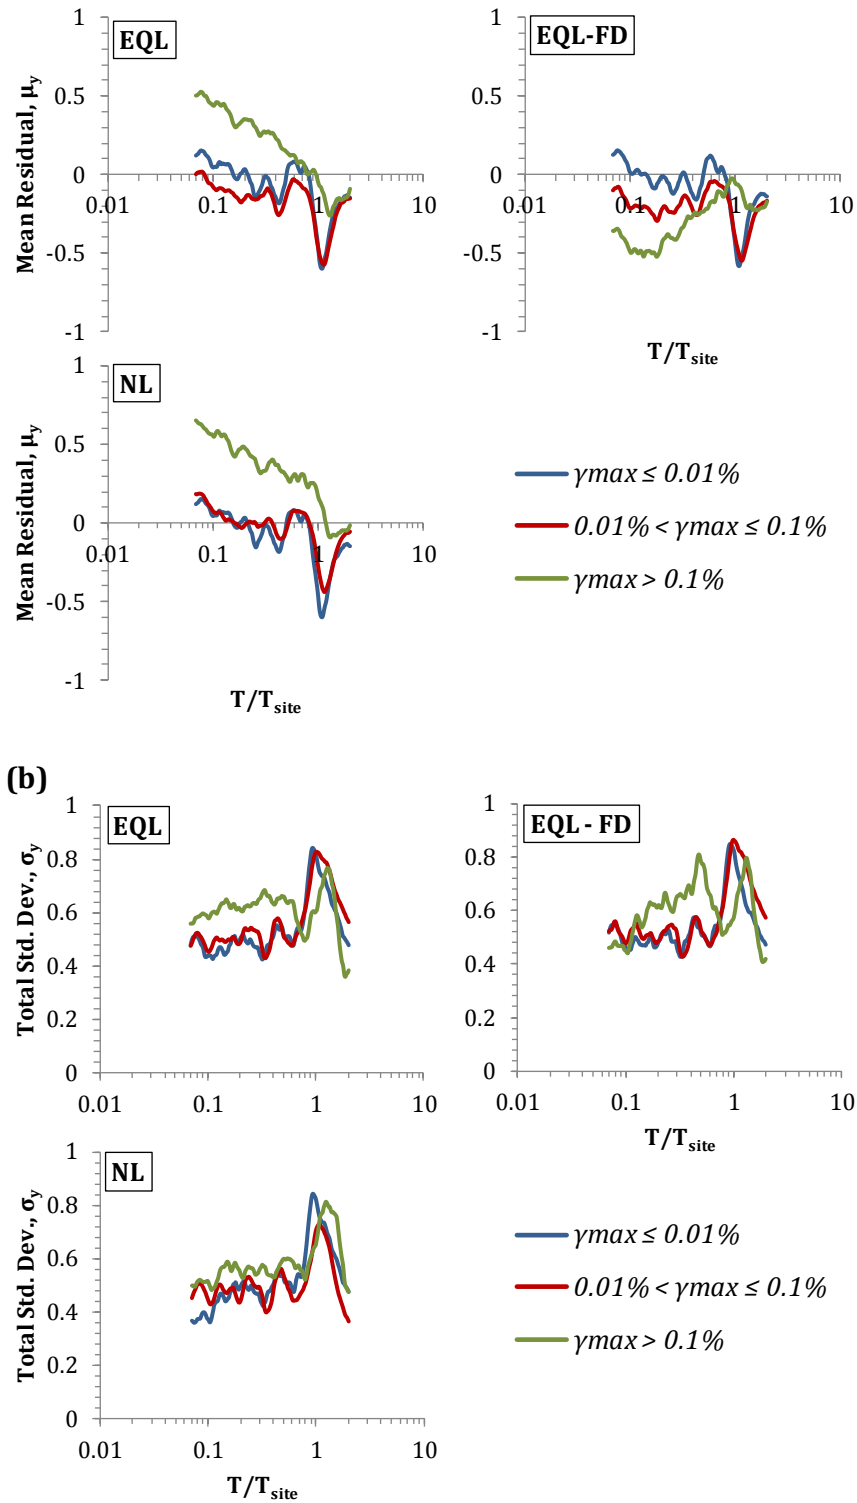 EQL
Mean Residual, μy
1
0.5
0
-0.5
-1
0.01
0.1
1
10
EQL-FD
1
0.5
0
-0.5
-1
0.01
0.1
1
10
T/Tsite
NL
Mean Residual, μy
1
0.5
0
-0.5
-1
0.01
0.1
1
10
T/Tsite
γmax ≤ 0.01%
0.01% < γmax ≤ 0.1%
γmax > 0.1%
(b)
EQL
Total Std. Dev., σy
1
0.8
0.6
0.4
0.2
0
0.01
0.1
1
10
EQL - FD
1
0.8
0.6
0.4
0.2
0
0.01
0.1
1
10
T/Tsite
NL
Total Std. Dev., σy
1
0.8
0.6
0.4
0.2
0
0.01
0.1
1
10
T/Tsite
γmax ≤ 0.01%
0.01% < γmax ≤ 0.1%
γmax > 0.1%